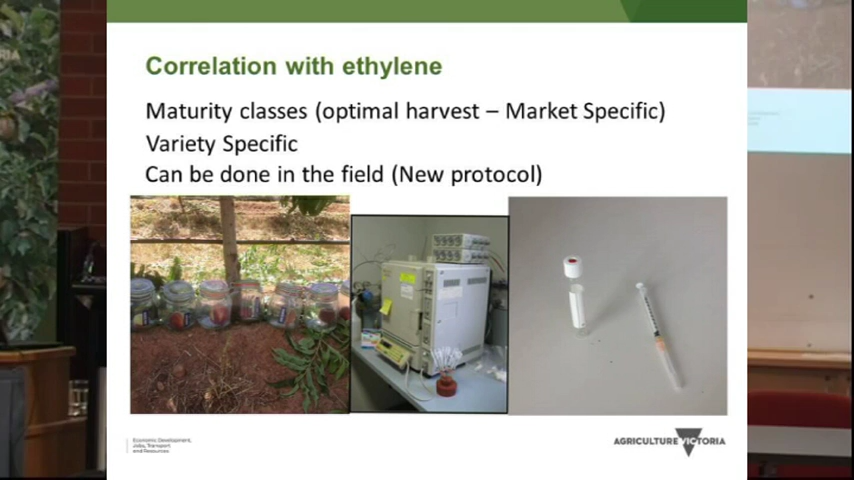 Correlation with ethylene
Maturity classes (optimal harvest – Market Specific)
Variety Specific
Can be done in the field (New protocol)
Economic Development,
Jobs, Transport
and Resources
AGRICULTURE VICTORIA